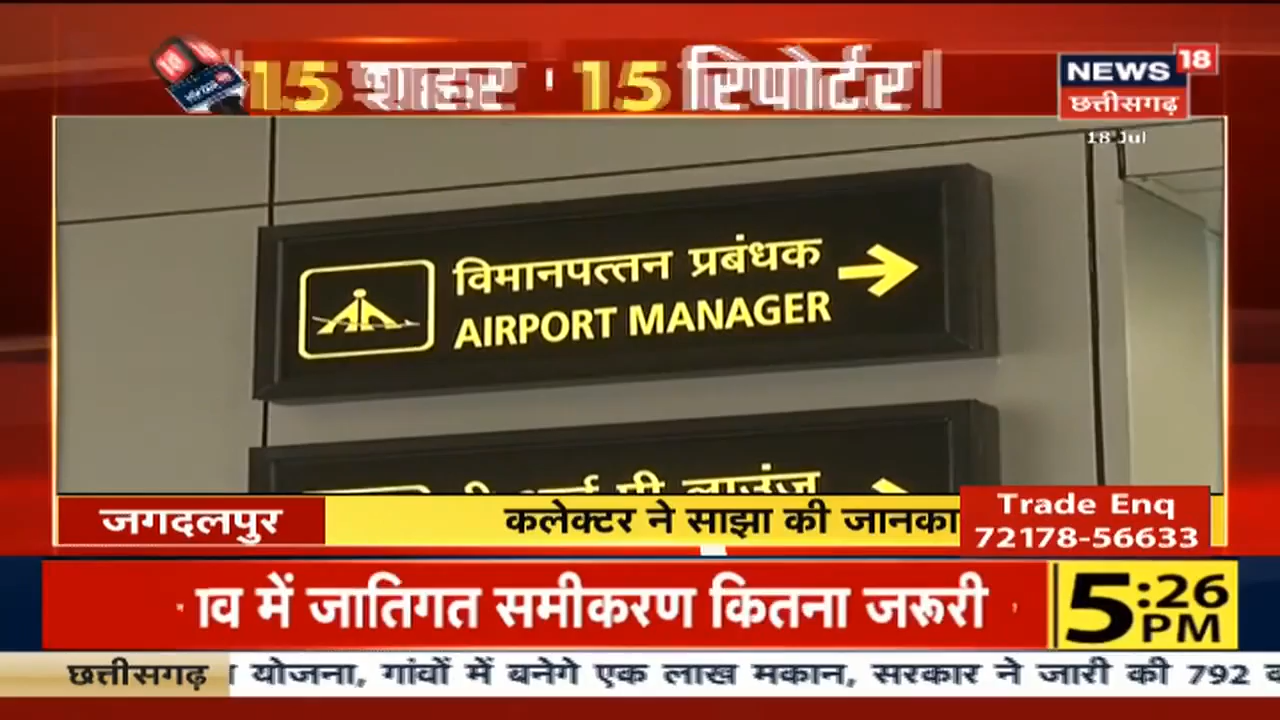 15 शहर 15 रिपोर्टर
NEWS 18
छत्तीसगढ़
18 Jul
विमानपत्तन प्रबंधक
AIRPORT MANAGER
लाउंज
जगदलपुर
कलेक्टर ने साझा की जानका
Trade Enq
72178-56633
व में जातिगत समीकरण कितना जरूरी
5:26 PM
छत्तीसगढ़
योजना, गांवों में बनेगे एक लाख मकान, सरकार ने जारी की 792